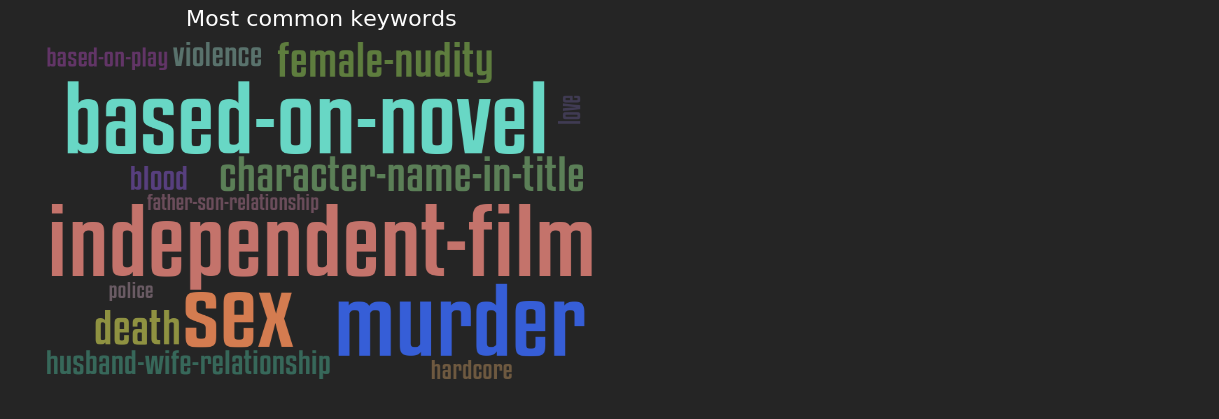 Most common keywords
based-on-play violence female-nudity
based-on-novel love
blood character-name-in-title
father-son-relationship
independent-film
police
death sex murder
husband-wife-relationship hardcore